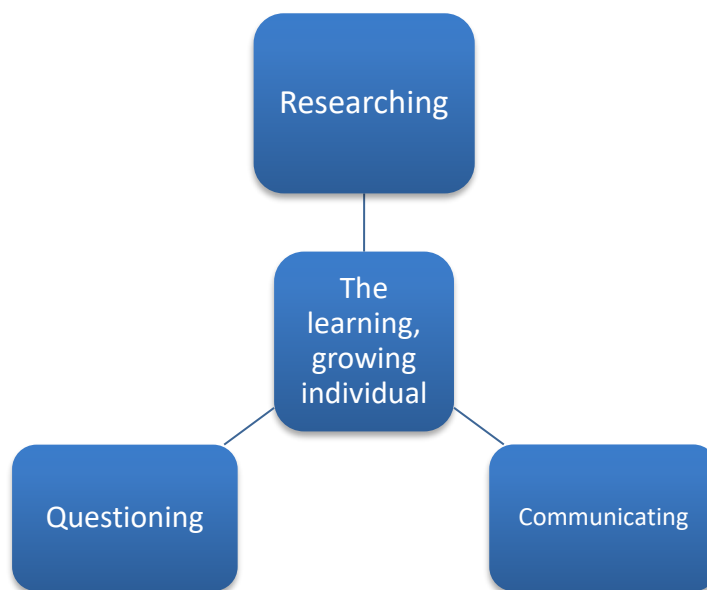 Researching
The
learning,
growing
individual
Questioning
Communicating